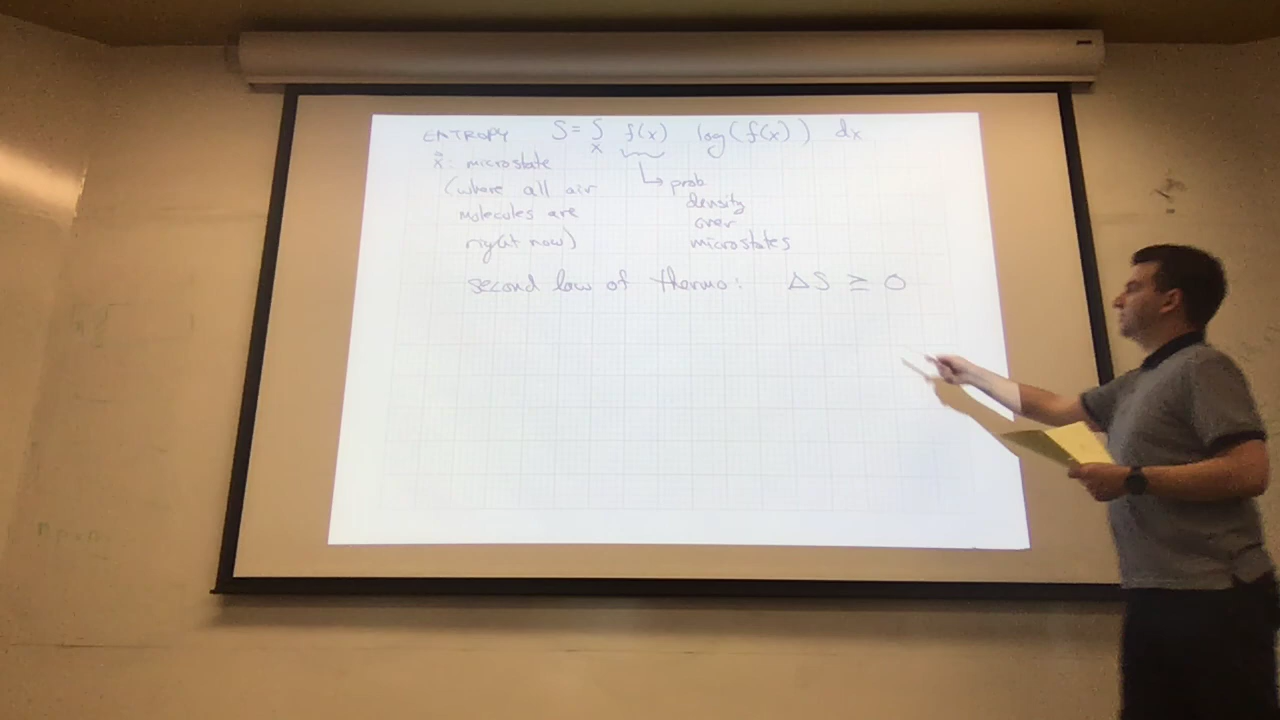 ENTROPY S = ∫ₓ f(x) log(f(x)) dx
x⃗: microstate
(where all air
molecules are
right now)
↳ prob
density
over
microstates
second law of thermo: ΔS ≥ 0